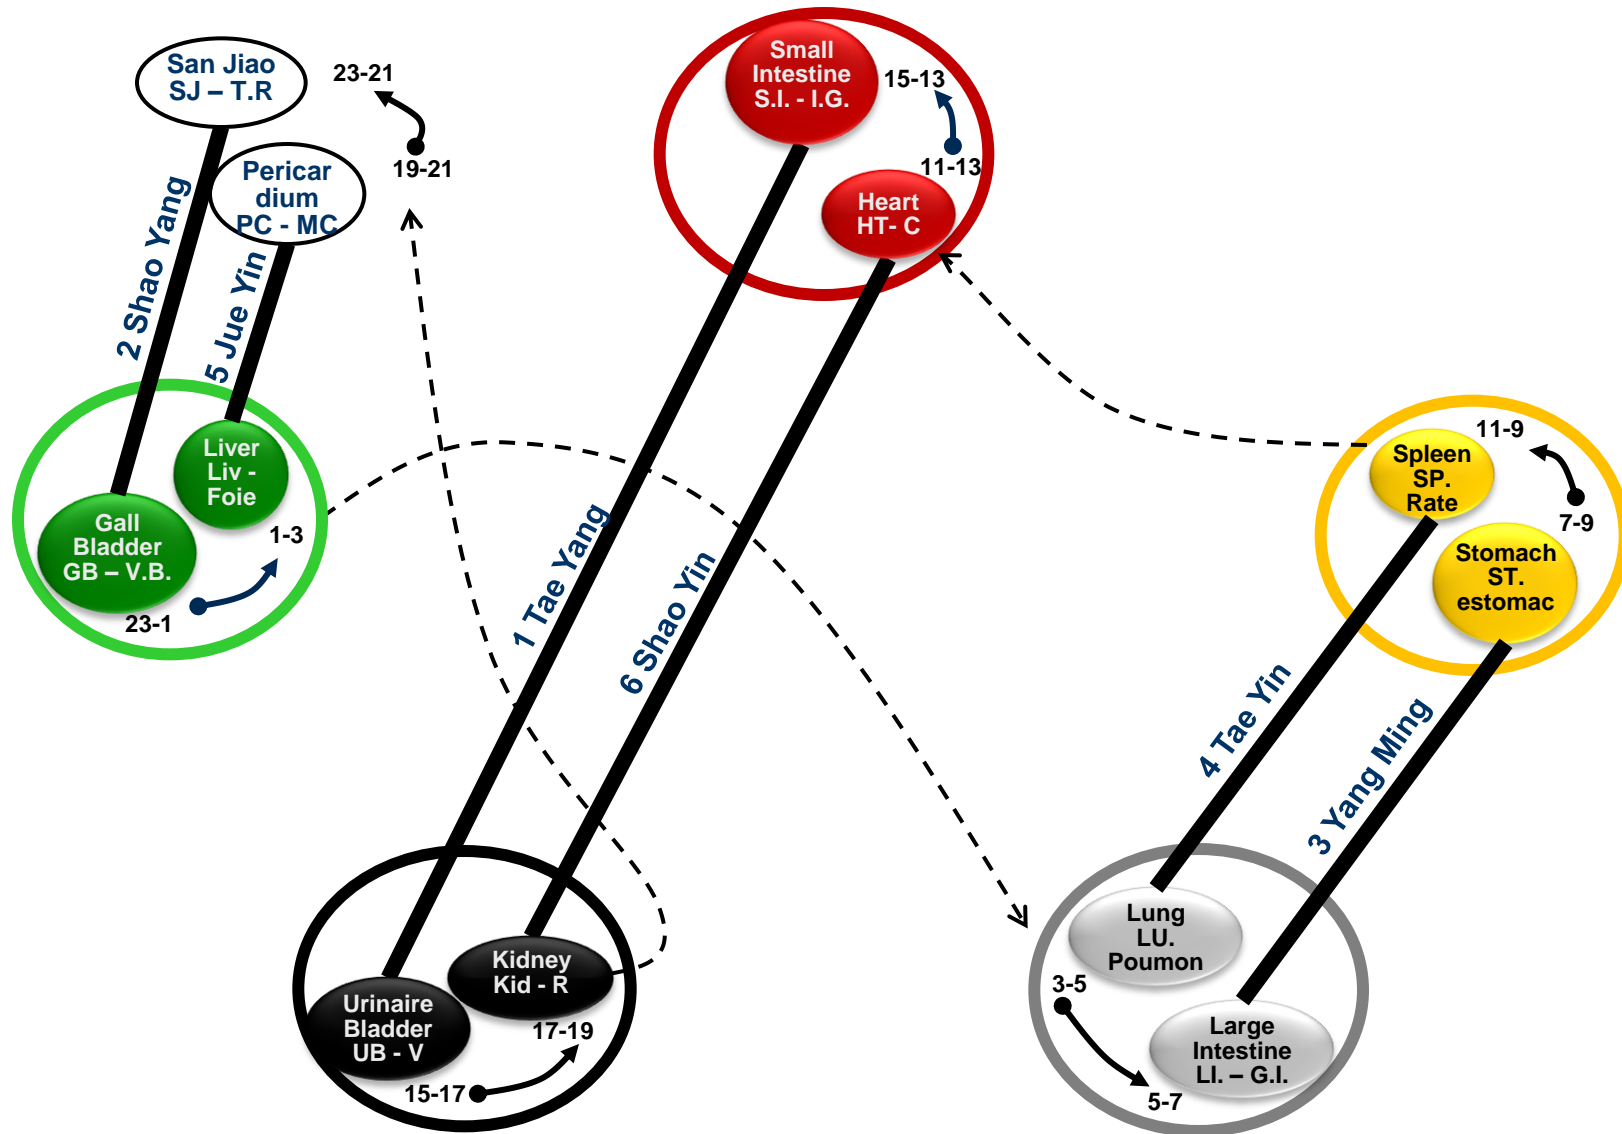 San Jiao
SJ – T.R
23-21
19-21
Pericar
dium
PC - MC
2 Shao Yang
5 Jue Yin
Liver
Liv -
Foie
Gall
Bladder
GB – V.B.
1-3
23-1
Small
Intestine
S.I. - I.G.
15-13
11-13
Heart
HT- C
1 Tae Yang
6 Shao Yin
Kidney
Kid - R
Urinaire
Bladder
UB - V
17-19
15-17
11-9
Spleen
SP.
Rate
7-9
Stomach
ST.
estomac
4 Tae Yin
3 Yang Ming
Lung
LU.
Poumon
3-5
Large
Intestine
LI. – G.I.
5-7